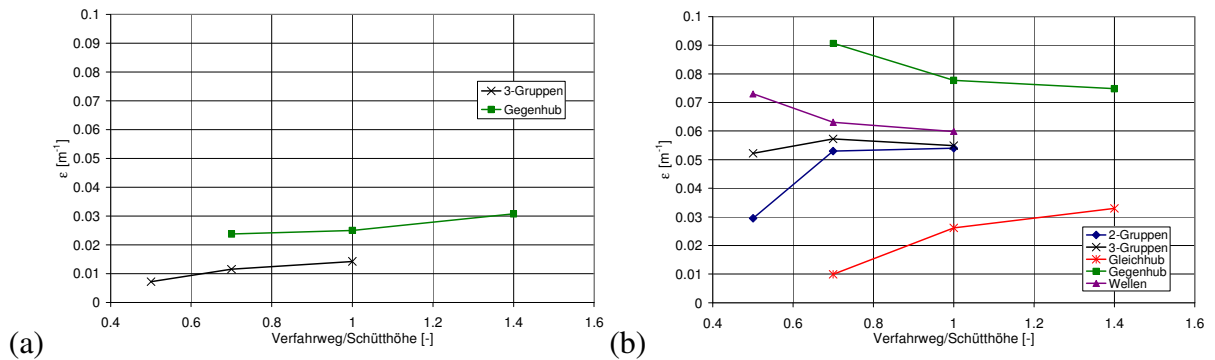 0.1
0.09
0.08
0.07
0.06
0.05
0.04
0.03
0.02
0.01
0
ε [m⁻¹]
3-Gruppen
Gegenhub
0.4 0.6 0.8 1 1.2 1.4 1.6
Verfahrweg/Schütthöhe [-]
(a)
0.1
0.09
0.08
0.07
0.06
0.05
0.04
0.03
0.02
0.01
0
ε [m⁻¹]
2-Gruppen
3-Gruppen
Gleichhub
Gegenhub
Wellen
0.4 0.6 0.8 1 1.2 1.4 1.6
Verfahrweg/Schütthöhe [-]
(b)